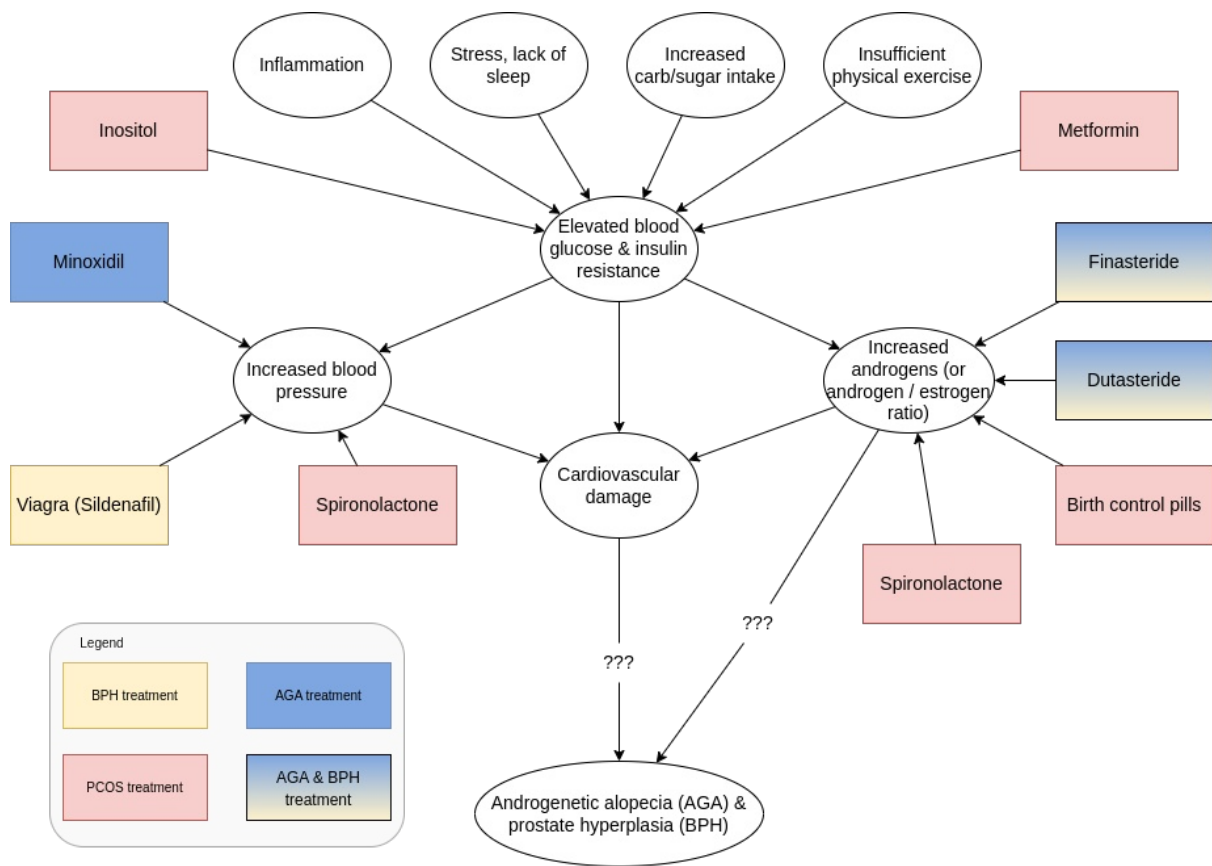 Inflammation
Stress, lack of
sleep
Increased
carb/sugar intake
Insufficient
physical exercise
Inositol
Metformin
Elevated blood
glucose & insulin
resistance
Minoxidil
Finasteride
Increased blood
pressure
Increased
androgens (or
androgen / estrogen
ratio)
Dutasteride
Cardiovascular
damage
Viagra (Sildenafil)
Spironolactone
Birth control pills
Spironolactone
???
???
Legend
BPH treatment
AGA treatment
PCOS treatment
AGA & BPH
treatment
Androgenetic alopecia (AGA) &
prostate hyperplasia (BPH)